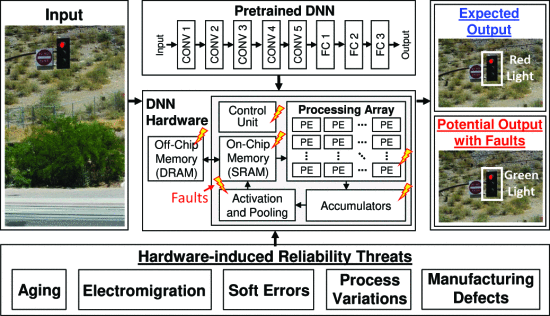 Input
Pretrained DNN
Input
CONV 1
CONV 2
CONV 3
CONV 4
CONV 5
FC 1
FC 2
FC 3
Output
Expected
Output
Red
Light
DNN
Hardware
Control
Unit
Processing Array
PE PE ... PE
PE PE ... PE
PE PE ... PE
Off-Chip
Memory
(DRAM)
On-Chip
Memory
(SRAM)
Faults
Activation
and Pooling
Accumulators
Potential Output
with Faults
Green
Light
Hardware-induced Reliability Threats
Aging
Electromigration
Soft Errors
Process
Variations
Manufacturing
Defects